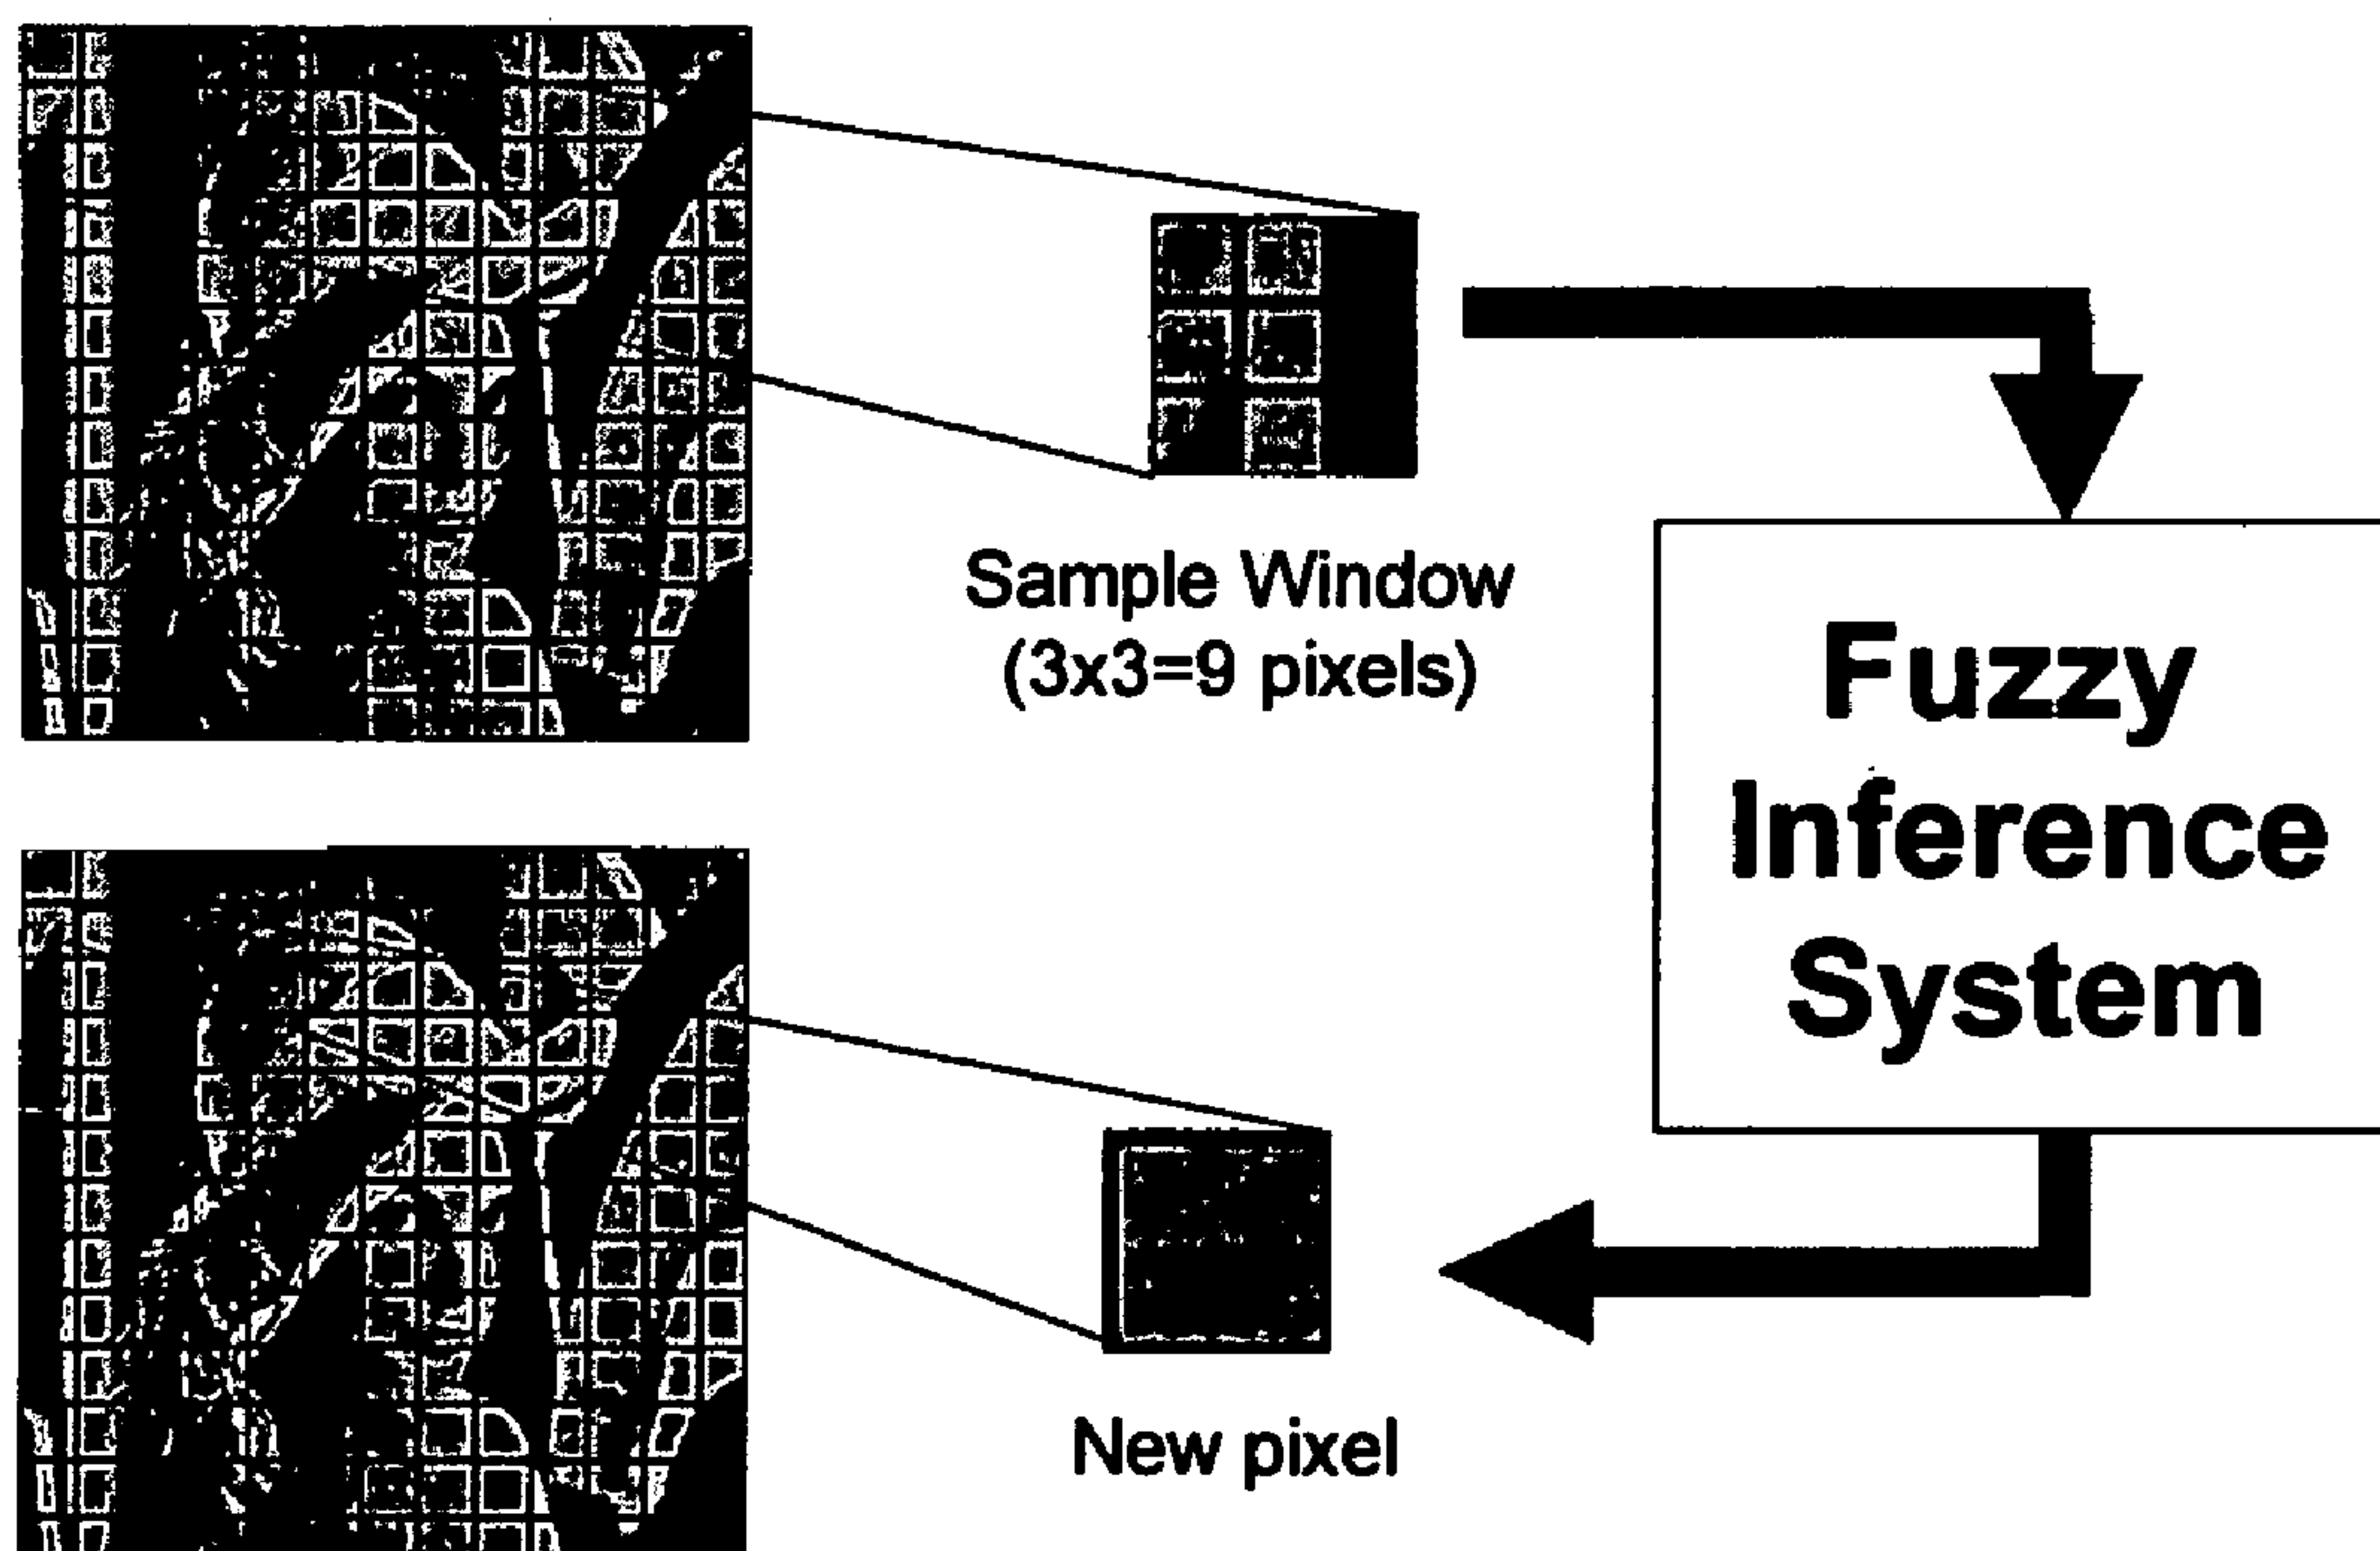 Sample Window
(3x3=9 pixels)
Fuzzy
Inference
System
New pixel